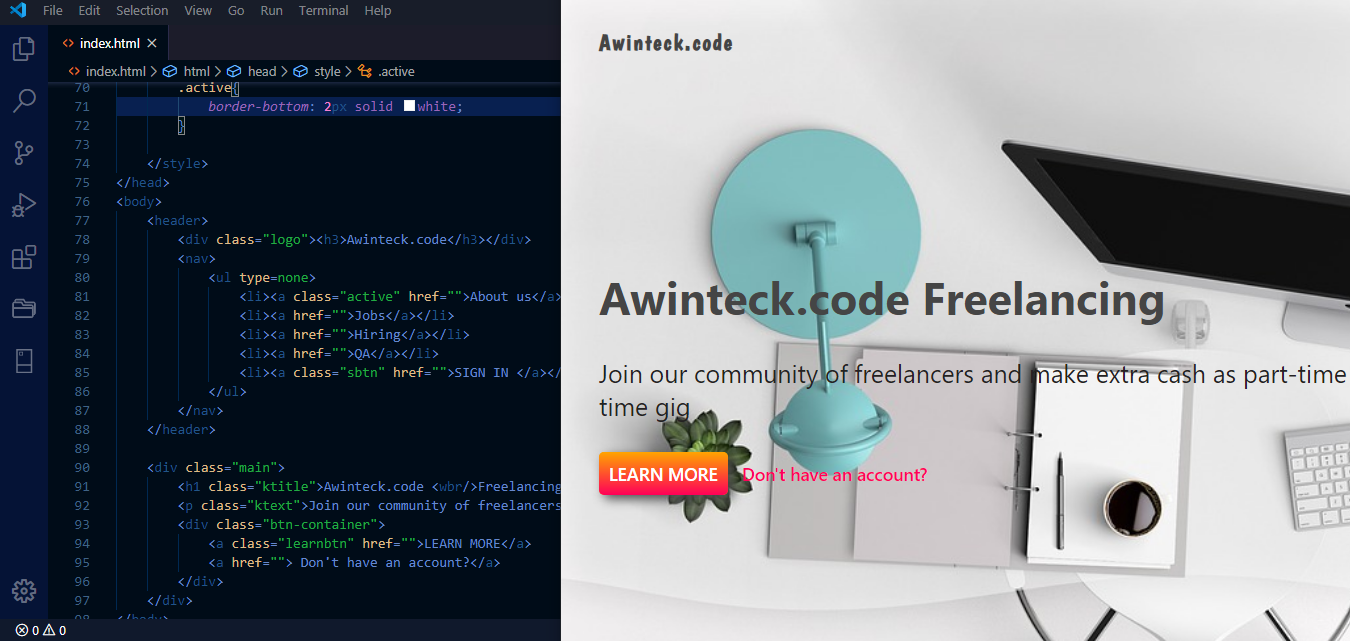 File Edit Selection View Go Run Terminal Help
index.html
index.html > html > head > style > .active
70 .active{
71 border-bottom: 2px solid white;
72 }
73
74 </style>
75 </head>
76 <body>
77 <header>
78 <div class="logo"><h3>Awinteck.code</h3></div>
79 <nav>
80 <ul type=none>
81 <li><a class="active" href="">About us</a>
82 <li><a href="">Jobs</a></li>
83 <li><a href="">Hiring</a></li>
84 <li><a href="">QA</a></li>
85 <li><a class="sbtn" href="">SIGN IN </a></
86 </ul>
87 </nav>
88 </header>
89
90 <div class="main">
91 <h1 class="ktitle">Awinteck.code <wbr/>Freelancing
92 <p class="ktext">Join our community of freelancers
93 <div class="btn-container">
94 <a class="learnbtn" href="">LEARN MORE</a>
95 <a href=""> Don't have an account?</a>
96 </div>
97 </div>
98 </body>
0 0
Awinteck.code
Awinteck.code Freelancing
Join our community of freelancers and make extra cash as part-time
time gig
LEARN MORE
Don't have an account?